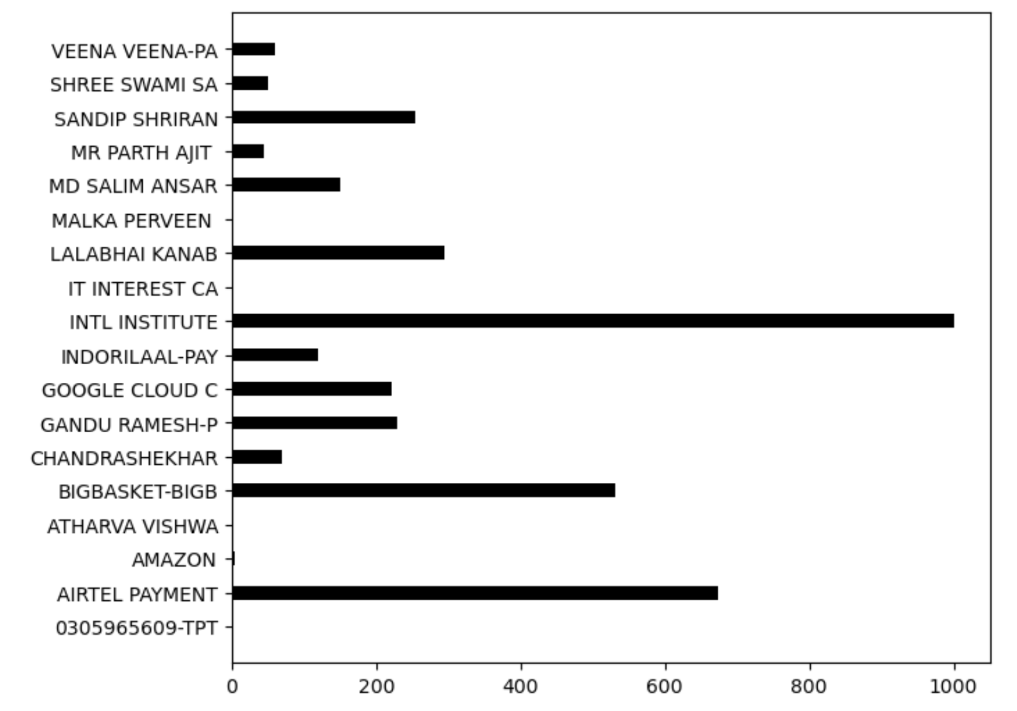 VEENA VEENA-PA
SHREE SWAMI SA
SANDIP SHRIRAN
MR PARTH AJIT
MD SALIM ANSAR
MALKA PERVEEN
LALABHAI KANAB
IT INTEREST CA
INTL INSTITUTE
INDORILAAL-PAY
GOOGLE CLOUD C
GANDU RAMESH-P
CHANDRASHEKHAR
BIGBASKET-BIGB
ATHARVA VISHWA
AMAZON
AIRTEL PAYMENT
0305965609-TPT
0 200 400 600 800 1000